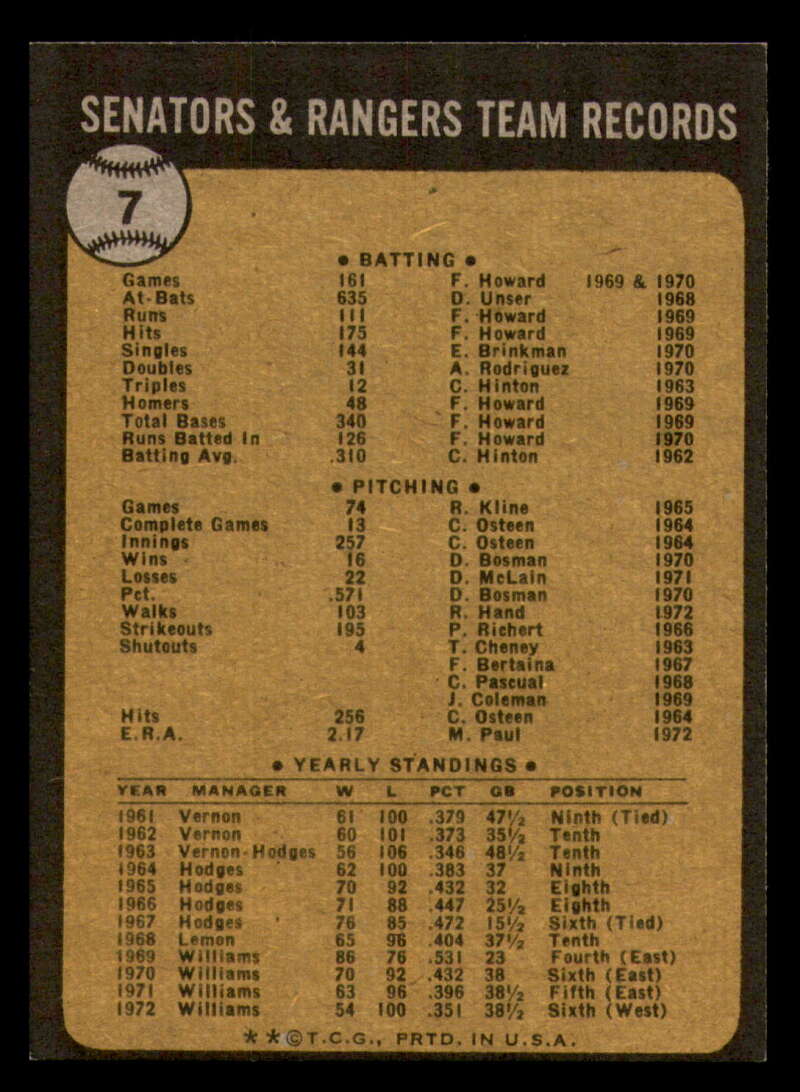 SENATORS & RANGERS TEAM RECORDS
7
• BATTING •
Games 161 F. Howard 1969 & 1970
At-Bats 635 D. Unser 1968
Runs 111 F. Howard 1969
Hits 175 F. Howard 1969
Singles 144 E. Brinkman 1970
Doubles 31 A. Rodriguez 1970
Triples 12 C. Hinton 1963
Homers 48 F. Howard 1969
Total Bases 340 F. Howard 1969
Runs Batted In 126 F. Howard 1970
Batting Avg. .310 C. Hinton 1962
• PITCHING •
Games 74 R. Kline 1965
Complete Games 13 C. Osteen 1964
Innings 257 C. Osteen 1964
Wins 16 D. Bosman 1970
Losses 22 D. McLain 1971
Pct. .571 D. Bosman 1970
Walks 103 R. Hand 1972
Strikeouts 195 P. Richert 1966
Shutouts 4 T. Cheney 1963
F. Bertaina 1967
C. Pascual 1968
J. Coleman 1969
Hits 256 C. Osteen 1964
E.R.A. 2.17 M. Paul 1972
• YEARLY STANDINGS •
YEAR MANAGER W L PCT GB POSITION
1961 Vernon 61 100 .379 47½ Ninth (Tied)
1962 Vernon 60 101 .373 35½ Tenth
1963 Vernon-Hodges 56 106 .346 48½ Tenth
1964 Hodges 62 100 .383 37 Ninth
1965 Hodges 70 92 .432 32 Eighth
1966 Hodges 71 88 .447 25½ Eighth
1967 Hodges 76 85 .472 15½ Sixth (Tied)
1968 Lemon 65 96 .404 37½ Tenth
1969 Williams 86 76 .531 23 Fourth (East)
1970 Williams 70 92 .432 38 Sixth (East)
1971 Williams 63 96 .396 38½ Fifth (East)
1972 Williams 54 100 .351 38½ Sixth (West)
* * © T.C.G., PRTD. IN U.S.A.